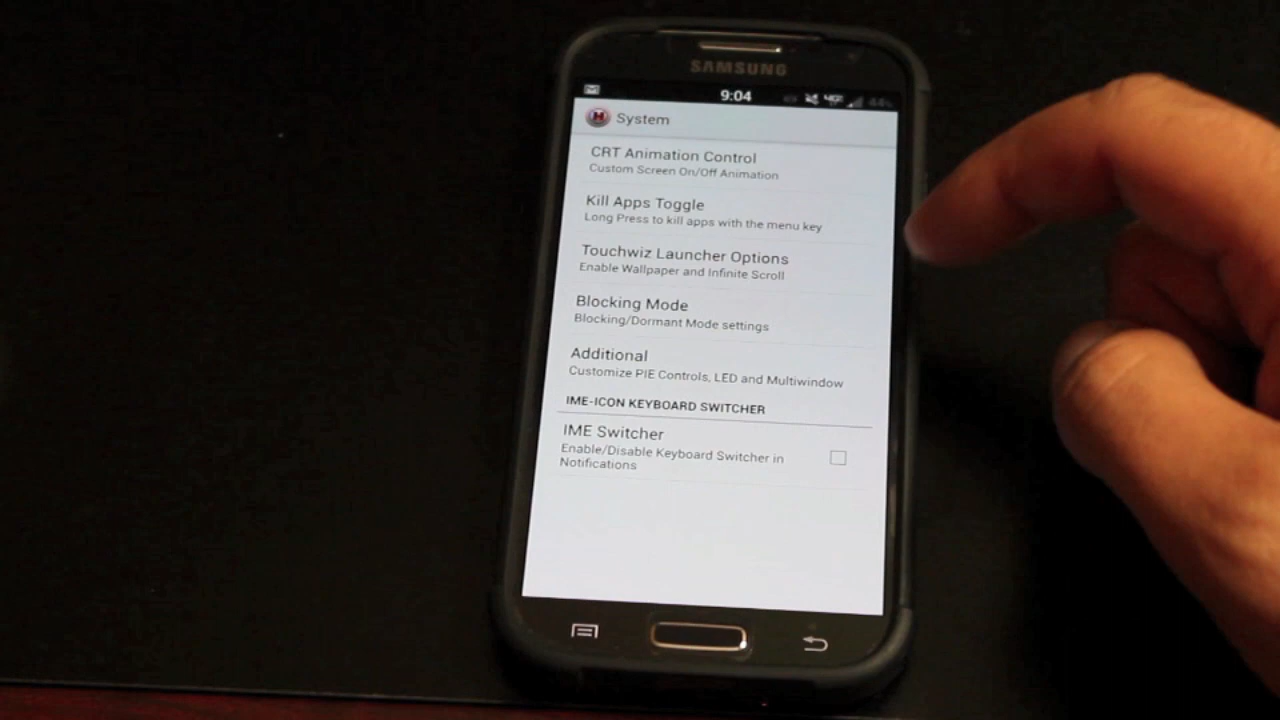 SAMSUNG
9:04 44%
H System
CRT Animation Control
Custom Screen On/Off Animation
Kill Apps Toggle
Long Press to kill apps with the menu key
Touchwiz Launcher Options
Enable Wallpaper and Infinite Scroll
Blocking Mode
Blocking/Dormant Mode settings
Additional
Customize PIE Controls, LED and Multiwindow
IME-ICON KEYBOARD SWITCHER
IME Switcher
Enable/Disable Keyboard Switcher in
Notifications